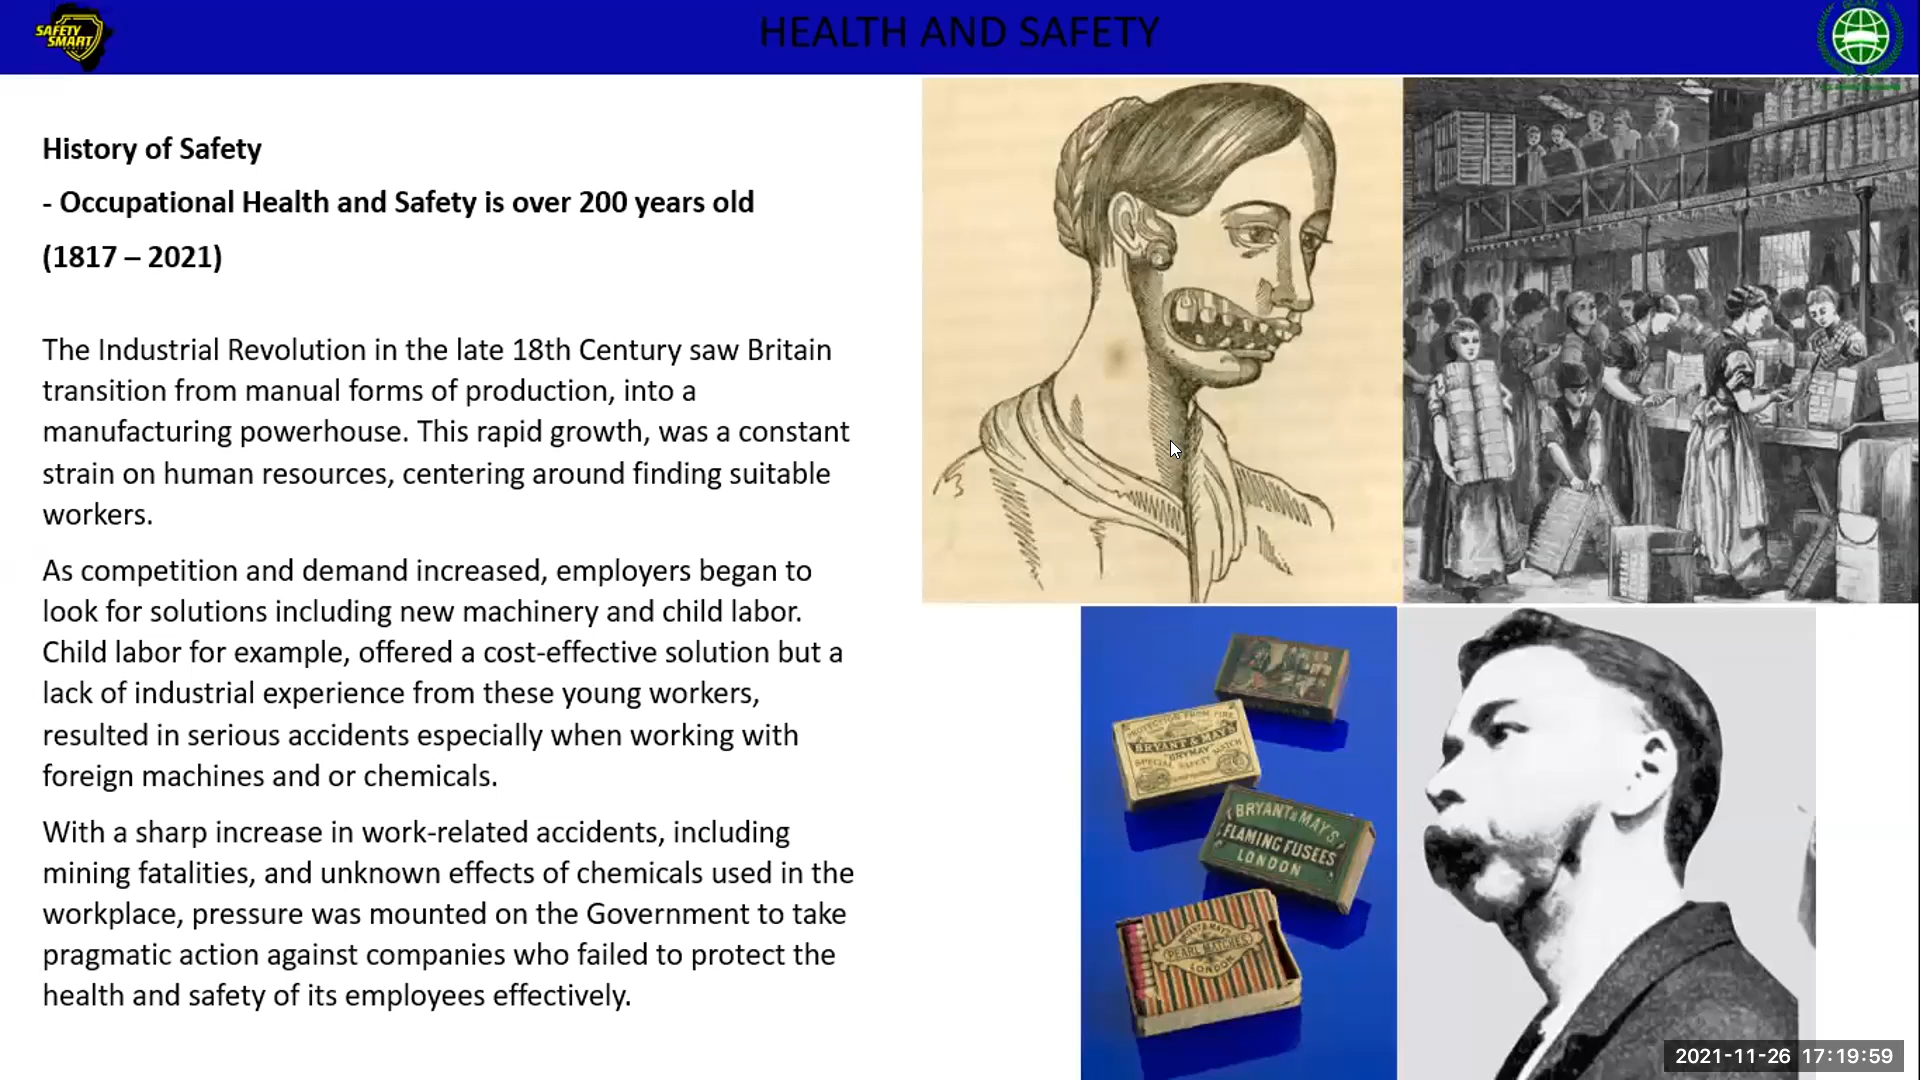 SAFETY
SMART
HEALTH AND SAFETY
History of Safety
- Occupational Health and Safety is over 200 years old
(1817 – 2021)
The Industrial Revolution in the late 18th Century saw Britain
transition from manual forms of production, into a
manufacturing powerhouse. This rapid growth, was a constant
strain on human resources, centering around finding suitable
workers.
As competition and demand increased, employers began to
look for solutions including new machinery and child labor.
Child labor for example, offered a cost-effective solution but a
lack of industrial experience from these young workers,
resulted in serious accidents especially when working with
foreign machines and or chemicals.
With a sharp increase in work-related accidents, including
mining fatalities, and unknown effects of chemicals used in the
workplace, pressure was mounted on the Government to take
pragmatic action against companies who failed to protect the
health and safety of its employees effectively.
PROTECTION FROM FIRE
BRYANT & MAY'S
SPECIAL SAFETY MATCH
BRYANT & MAY'S
FLAMING FUSEES
LONDON
BRYANT & MAY'S
PEARL MATCHES
LONDON
2021-11-26 17:19:59